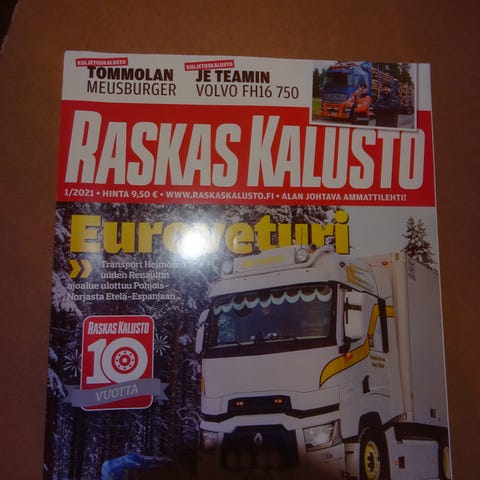 KULJETUSKALUSTO
TOMMOLAN
MEUSBURGER
KULJETUSKALUSTO
JE TEAMIN
VOLVO FH16 750
RASKAS KALUSTO
1/2021 • HINTA 9,50 € • WWW.RASKASKALUSTO.FI • ALAN JOHTAVA AMMATTILEHTI!
Euroveturi
Transport Heimosen
uuden Renaultin
ajoalue ulottuu Pohjois-
Norjasta Etelä-Espanjaan
RASKAS KALUSTO
10
VUOTTA